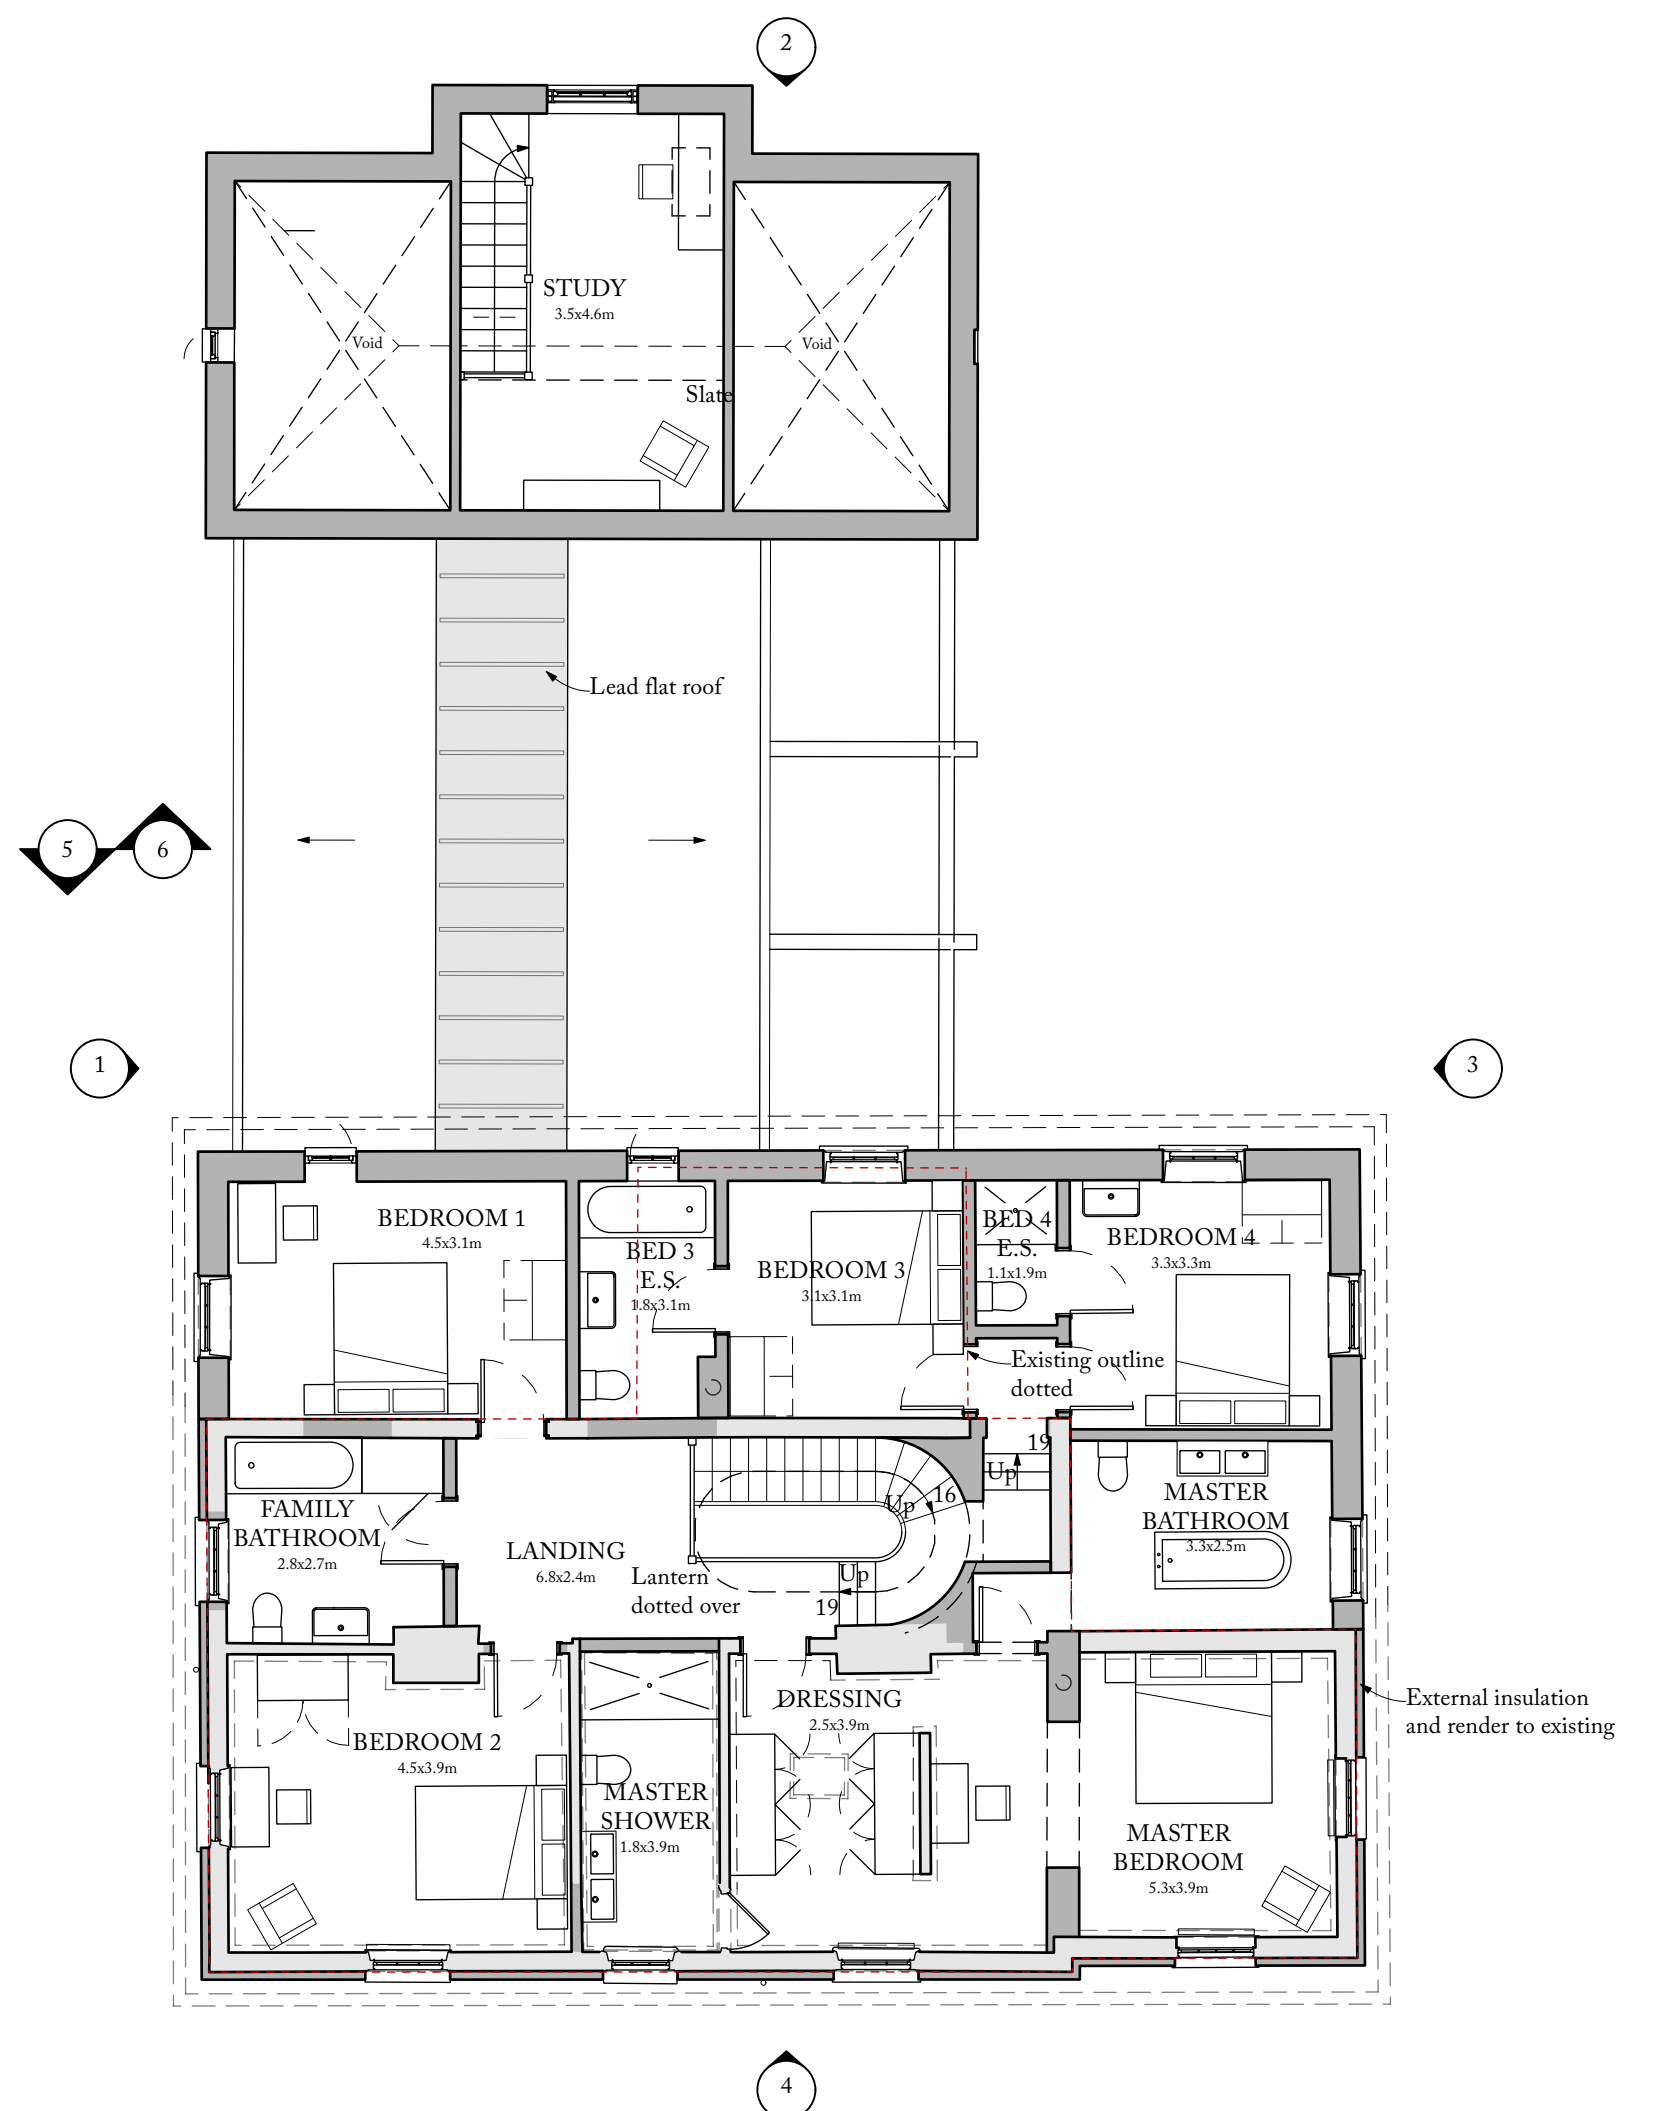 2
STUDY
3.5x4.6m
Void
Void
Slate
Lead flat roof
5
6
1
3
BEDROOM 1
4.5x3.1m
BED 3
E.S.
1.8x3.1m
BEDROOM 3
3.1x3.1m
BED 4
E.S.
1.1x1.9m
BEDROOM 4
3.3x3.3m
Existing outline
dotted
19
Up
16
Up
FAMILY
BATHROOM
2.8x2.7m
LANDING
6.8x2.4m
Lantern
dotted over
Up
19
MASTER
BATHROOM
3.3x2.5m
External insulation
and render to existing
DRESSING
2.5x3.9m
BEDROOM 2
4.5x3.9m
MASTER
SHOWER
1.8x3.9m
MASTER
BEDROOM
5.3x3.9m
4